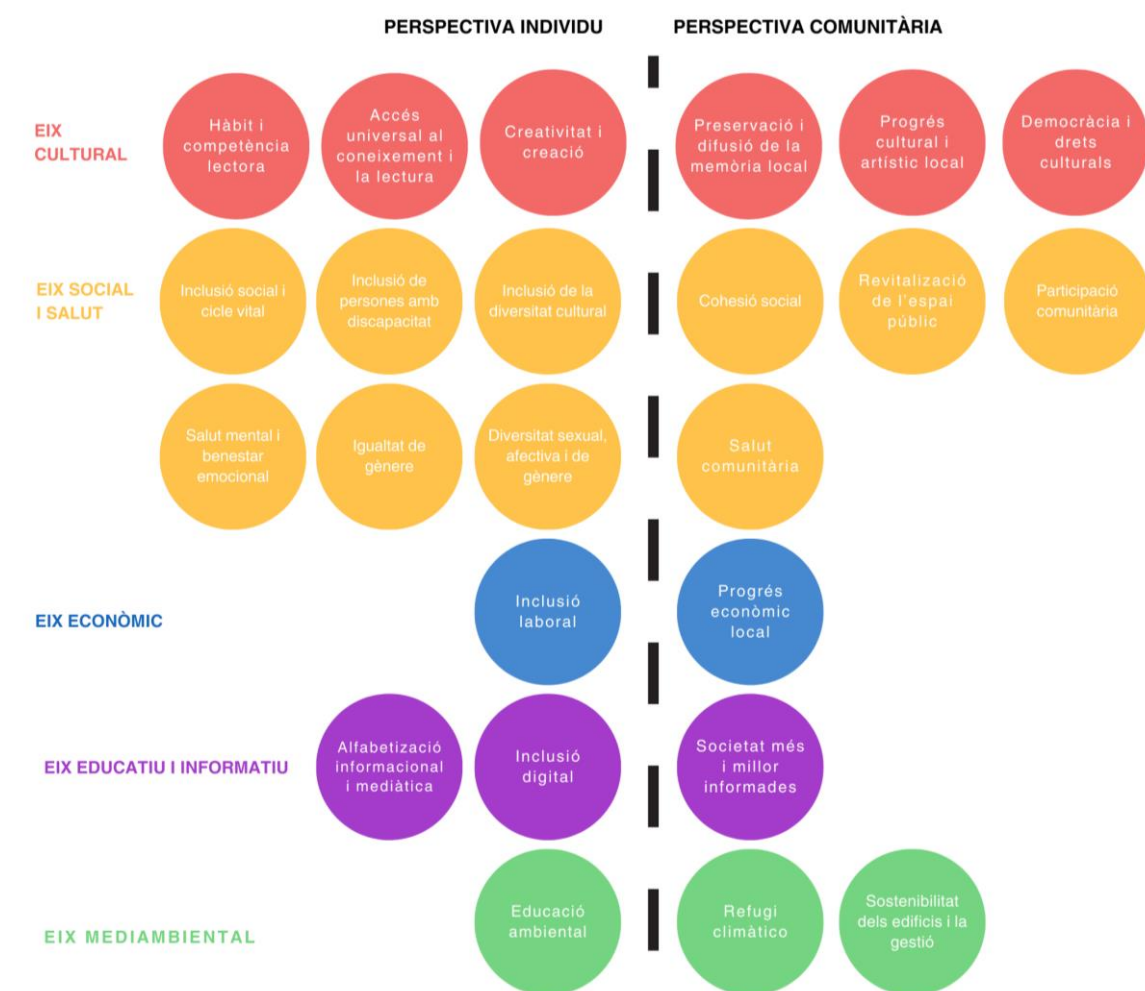 PERSPECTIVA INDIVIDU
PERSPECTIVA COMUNITÀRIA
EIX
CULTURAL
Hàbit i
competència
lectora
Accés
universal al
coneixement i
la lectura
Creativitat i
creació
Preservació i
difusió de la
memòria local
Progrés
cultural i
artístic local
Democràcia i
drets
culturals
EIX SOCIAL
I SALUT
Inclusió social i
cicle vital
Inclusió de
persones amb
discapacitat
Inclusió de la
diversitat cultural
Cohesió social
Revitalizació
de l'espai
públic
Participació
comunitària
Salut mental i
benestar
emocional
Igualtat de
gènere
Diversitat sexual,
afectiva i de
gènere
Salut
comunitària
EIX ECONÒMIC
Inclusió
laboral
Progrés
econòmic
local
EIX EDUCATIU I INFORMATIU
Alfabetizació
informacional
i mediàtica
Inclusió
digital
Societat més
i millor
informades
EIX MEDIAMBIENTAL
Educació
ambiental
Refugi
climàtico
Sostenibilitat
dels edificis i la
gestió